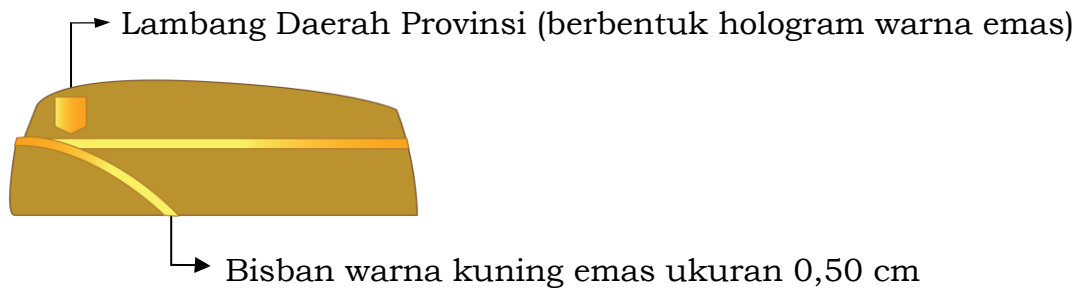 Lambang Daerah Provinsi (berbentuk hologram warna emas)
Bisban warna kuning emas ukuran 0,50 cm